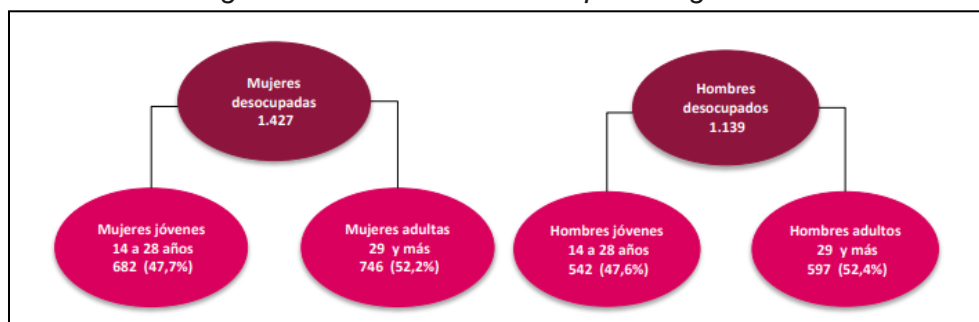 Mujeres
desocupadas
1.427
Hombres
desocupados
1.139
Mujeres jóvenes
14 a 28 años
682 (47,7%)
Mujeres adultas
29 y más
746 (52,2%)
Hombres jóvenes
14 a 28 años
542 (47,6%)
Hombres adultos
29 y más
597 (52,4%)